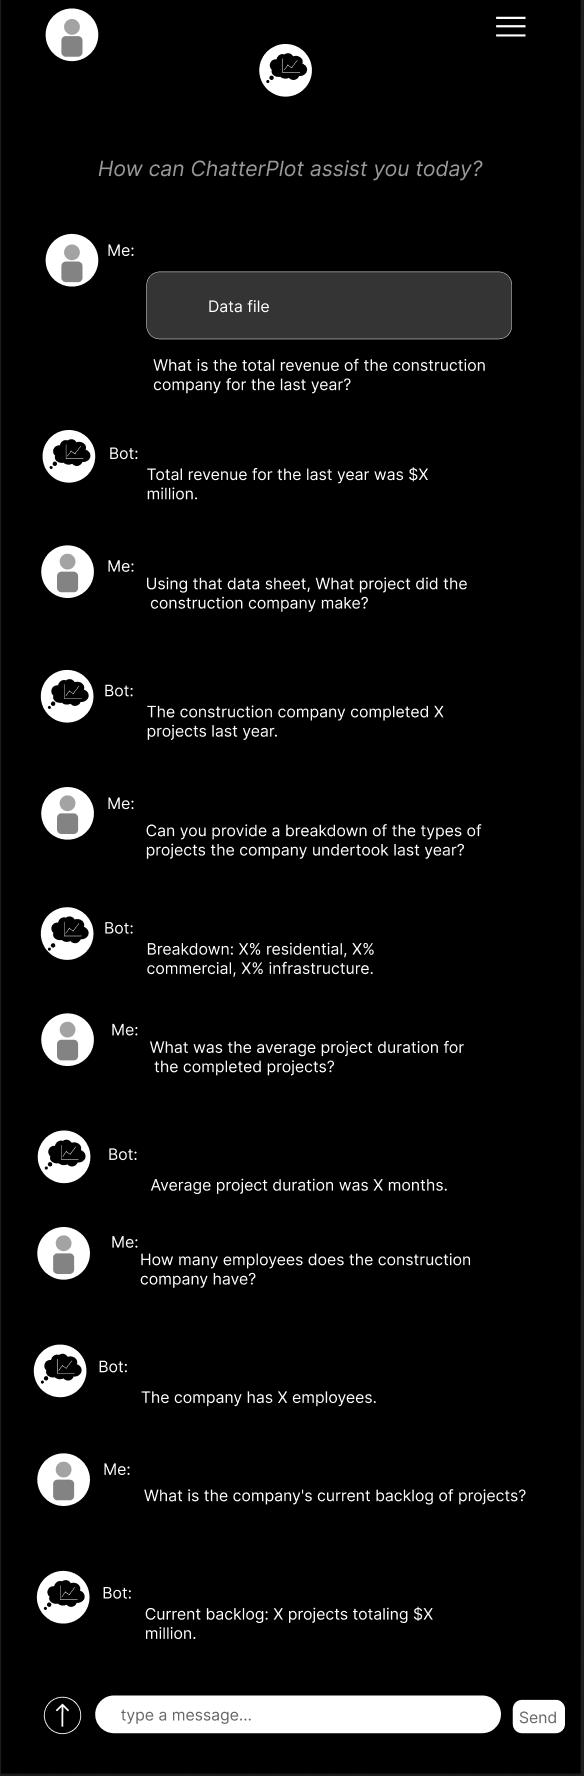 How can ChatterPlot assist you today?
Me:
Data file
What is the total revenue of the construction
company for the last year?
Bot:
Total revenue for the last year was $X
million.
Me:
Using that data sheet, What project did the
construction company make?
Bot:
The construction company completed X
projects last year.
Me:
Can you provide a breakdown of the types of
projects the company undertook last year?
Bot:
Breakdown: X% residential, X%
commercial, X% infrastructure.
Me:
What was the average project duration for
the completed projects?
Bot:
Average project duration was X months.
Me:
How many employees does the construction
company have?
Bot:
The company has X employees.
Me:
What is the company's current backlog of projects?
Bot:
Current backlog: X projects totaling $X
million.
type a message...
Send